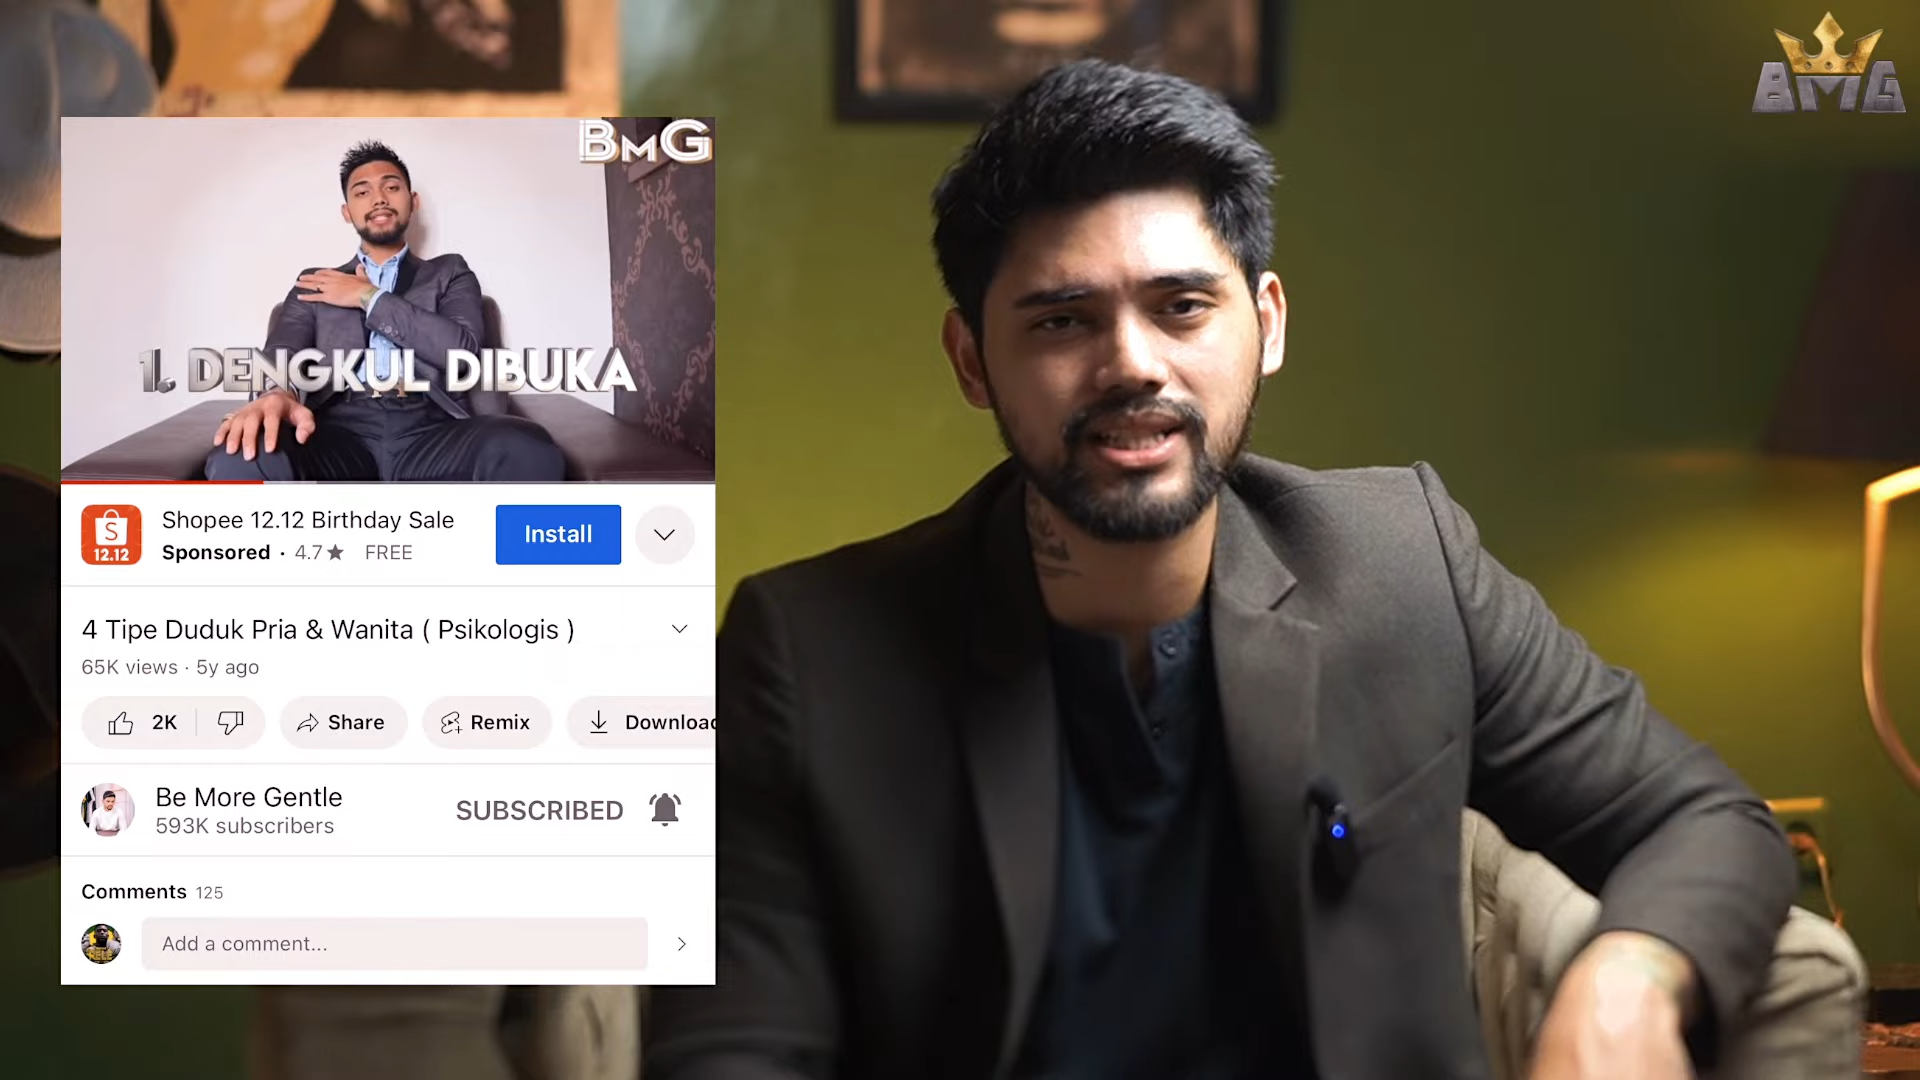 BMG
BMG
1. DENGKUL DIBUKA
S
12.12
Shopee 12.12 Birthday Sale
Sponsored · 4.7★ FREE
Install
4 Tipe Duduk Pria & Wanita ( Psikologis )
65K views · 5y ago
2K
Share
Remix
Downloac
Be More Gentle
593K subscribers
SUBSCRIBED
Comments 125
Add a comment...